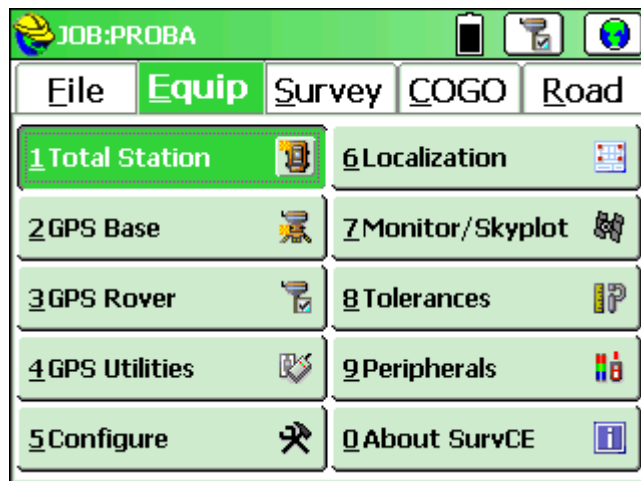 JOB:PROBA
File Equip Survey COGO Road
1 Total Station
2 GPS Base
3 GPS Rover
4 GPS Utilities
5 Configure
6 Localization
7 Monitor/Skyplot
8 Tolerances
9 Peripherals
0 About SurvCE